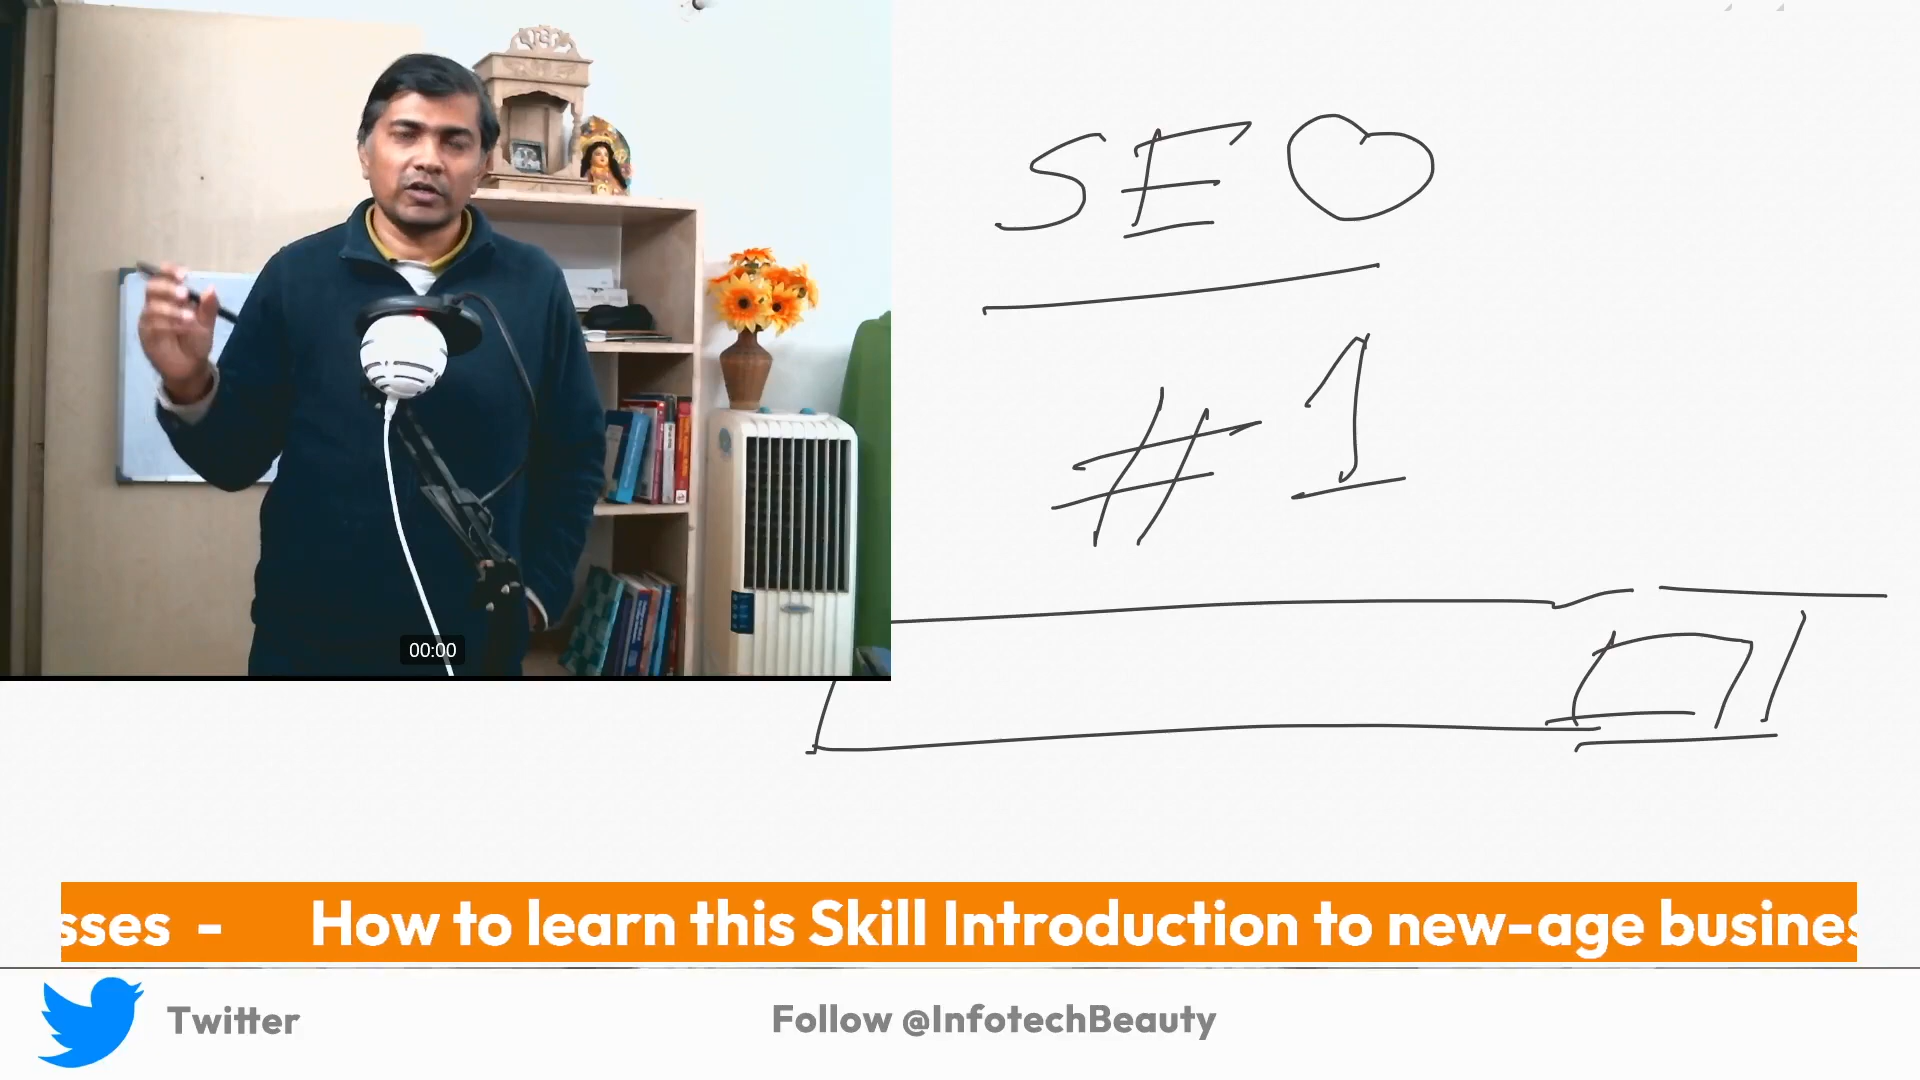 SEO
#1
00:00
sses - How to learn this Skill Introduction to new-age busines
Twitter
Follow @InfotechBeauty